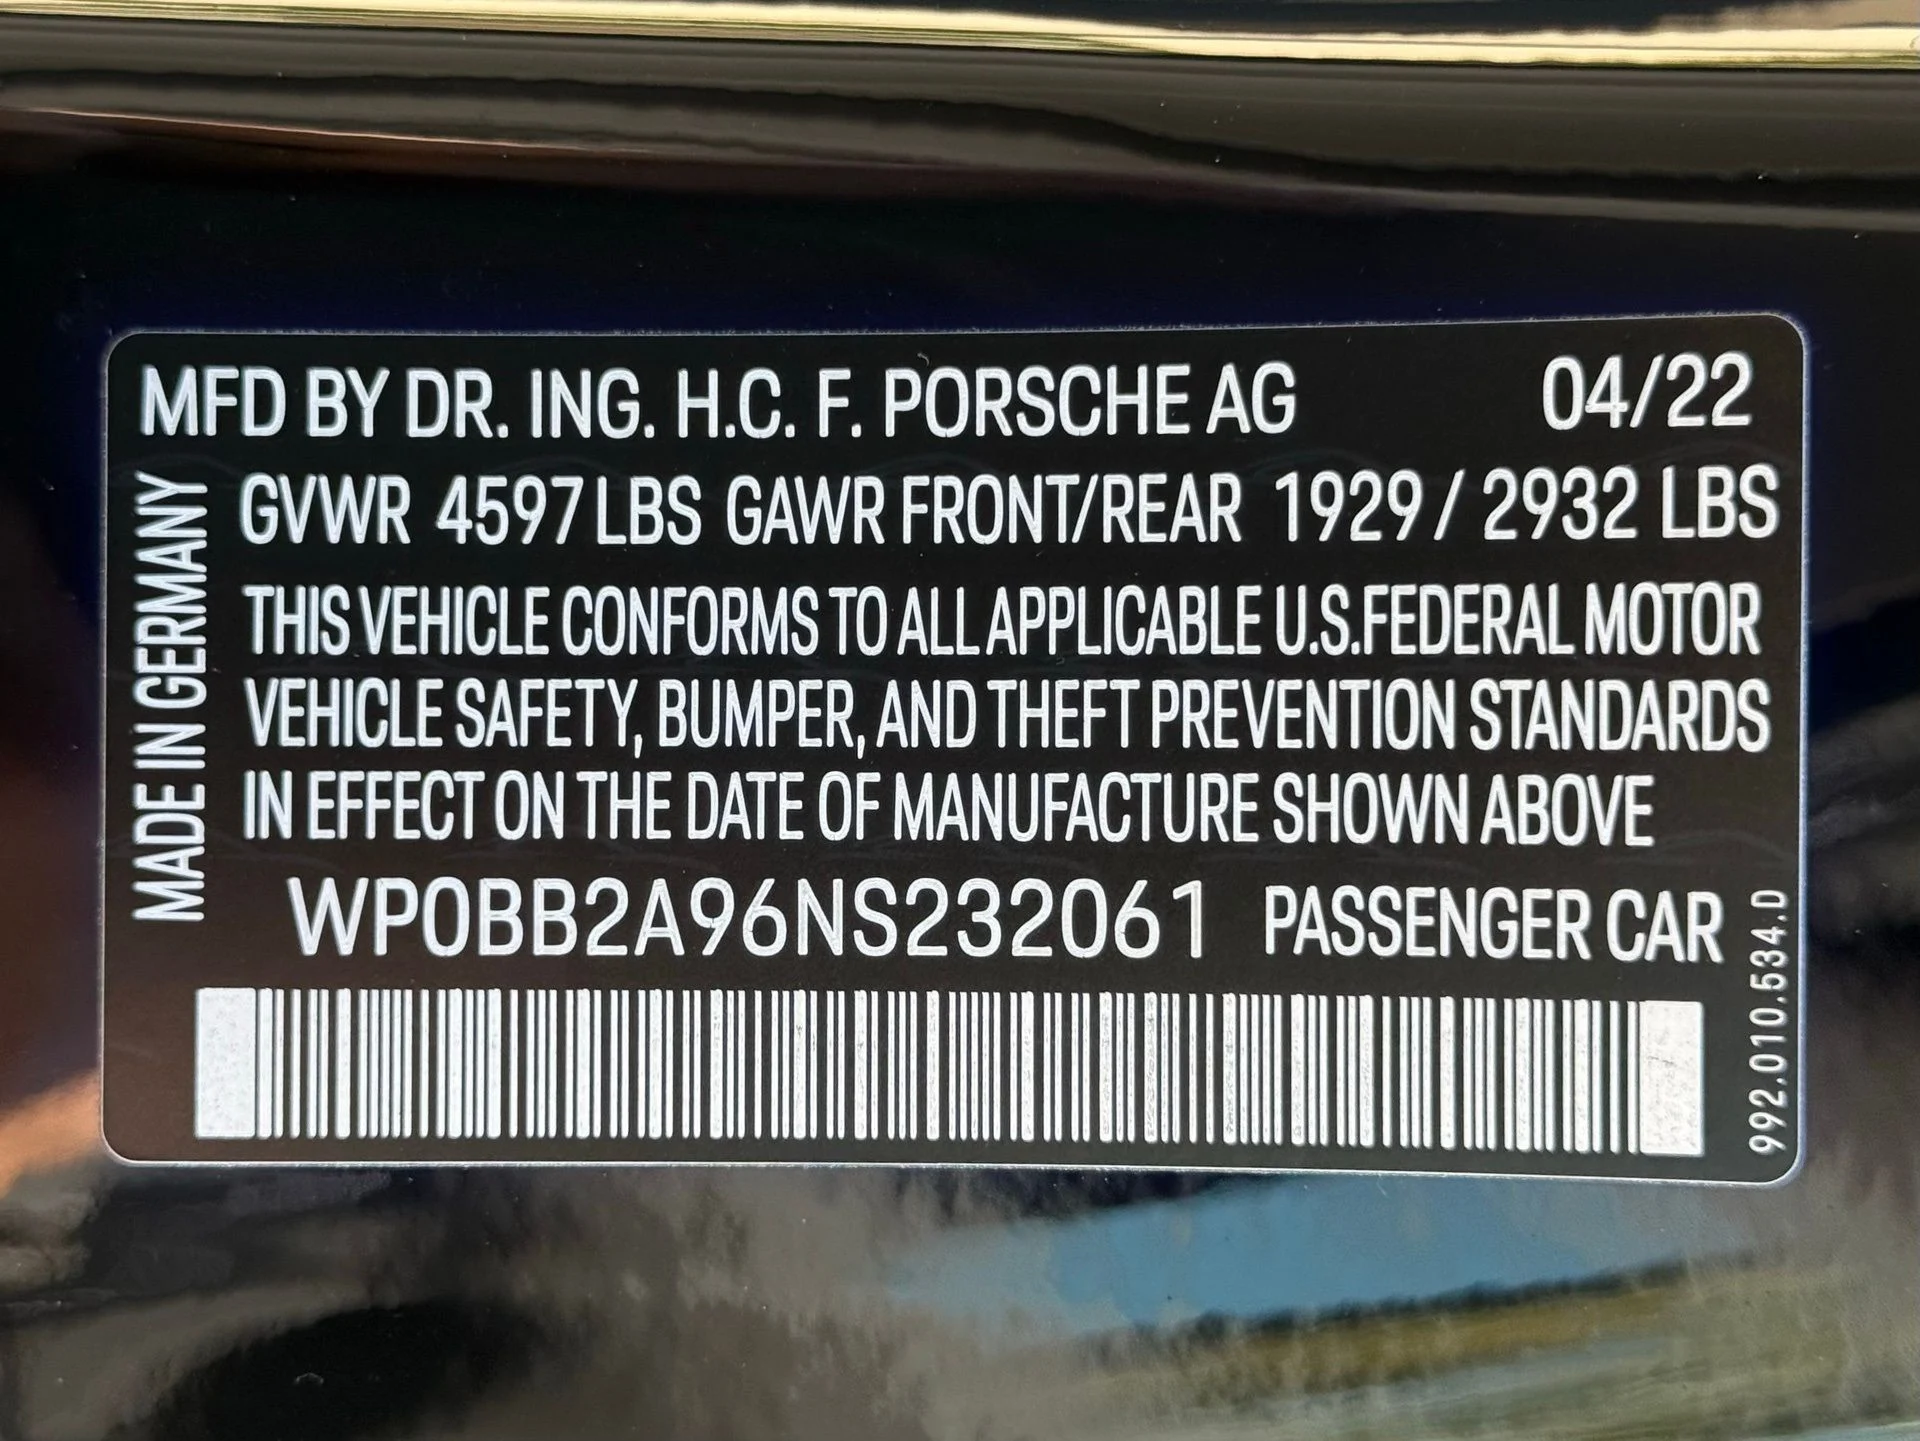 MFD BY DR. ING. H.C. F. PORSCHE AG 04/22
GVWR 4597 LBS GAWR FRONT/REAR 1929 / 2932 LBS
THIS VEHICLE CONFORMS TO ALL APPLICABLE U.S.FEDERAL MOTOR
VEHICLE SAFETY, BUMPER, AND THEFT PREVENTION STANDARDS
IN EFFECT ON THE DATE OF MANUFACTURE SHOWN ABOVE
WP0BB2A96NS232061 PASSENGER CAR
MADE IN GERMANY
992.010.534.D